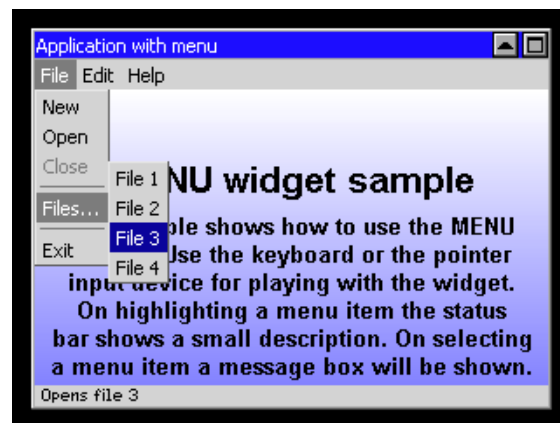 Application with menu
File Edit Help
New
Open
Close
Files...
Exit
File 1
File 2
File 3
File 4
NU widget sample
ple shows how to use the MENU
Use the keyboard or the pointer
input device for playing with the widget.
On highlighting a menu item the status
bar shows a small description. On selecting
a menu item a message box will be shown.
Opens file 3